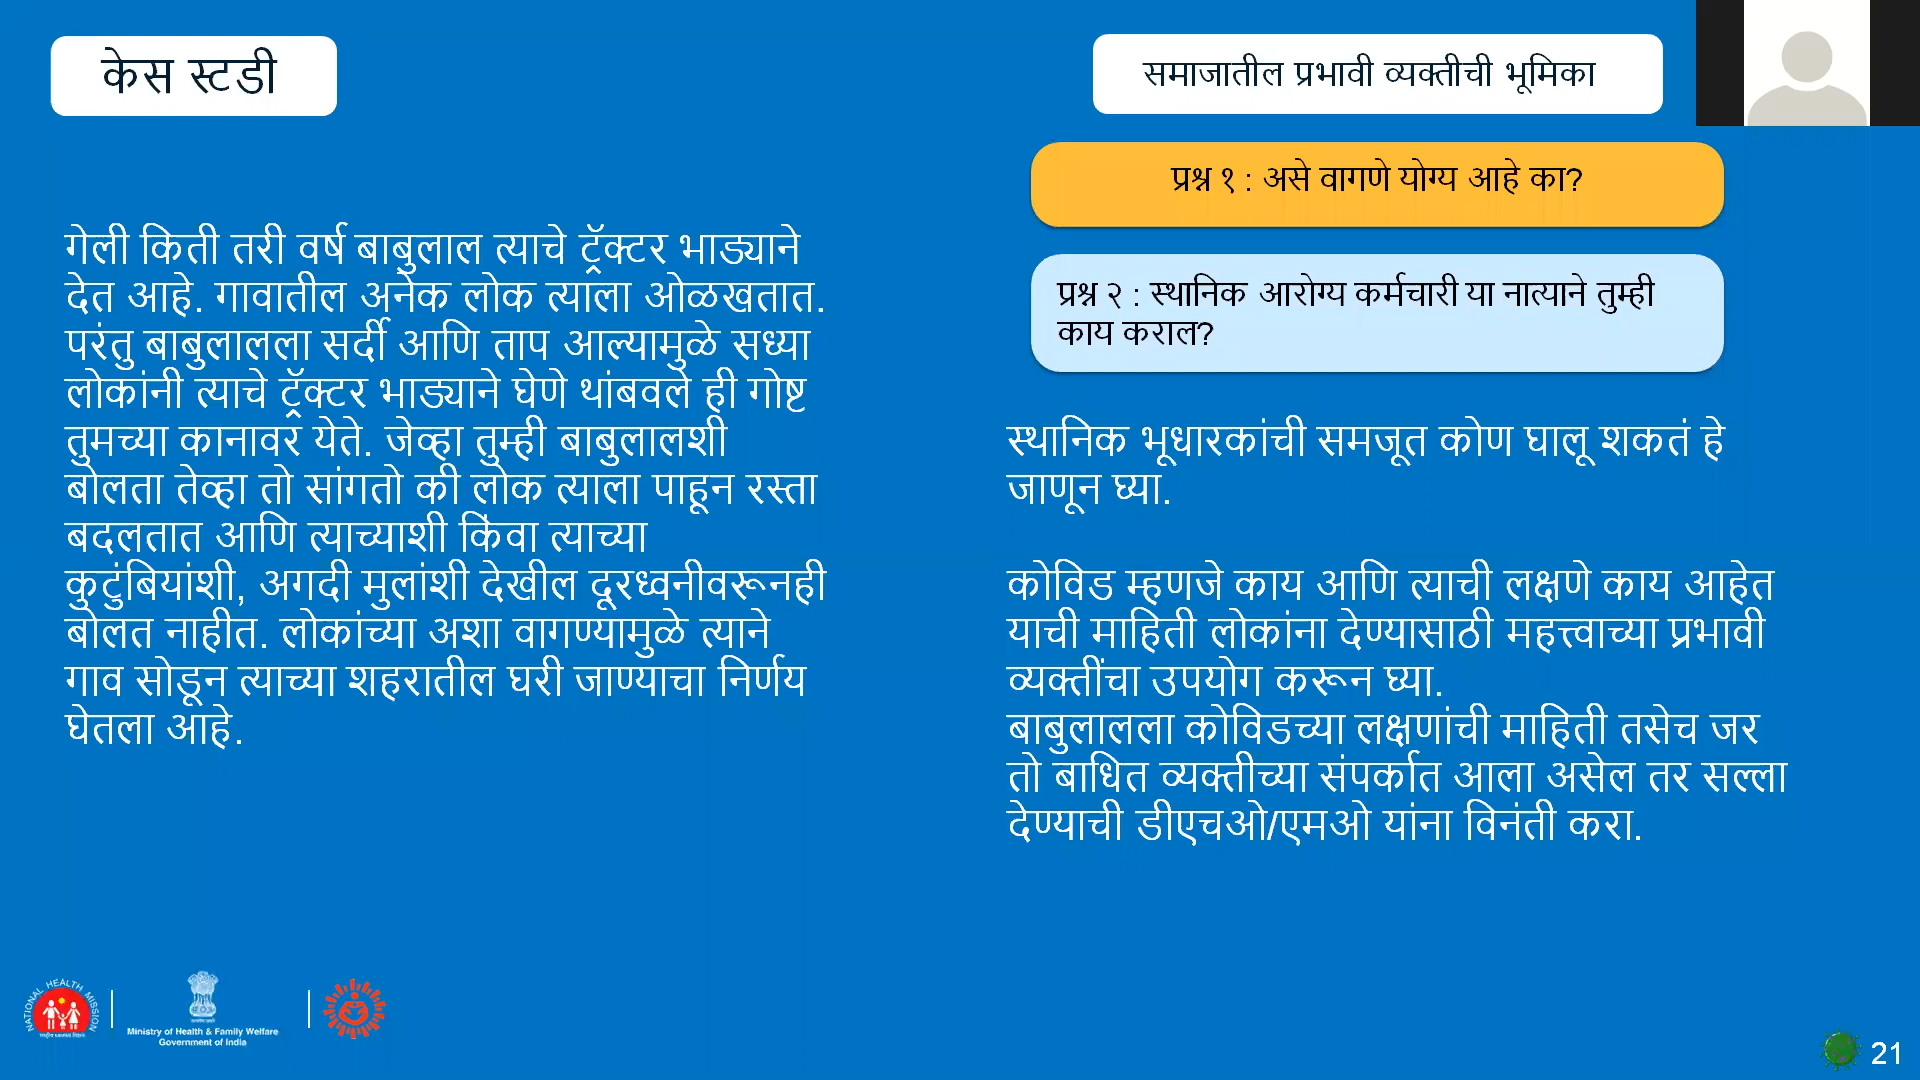 केस स्टडी
समाजातील प्रभावी व्यक्तीची भूमिका
प्रश्न १ : असे वागणे योग्य आहे का?
प्रश्न २ : स्थानिक आरोग्य कर्मचारी या नात्याने तुम्ही
काय कराल?
गेली किती तरी वर्ष बाबुलाल त्याचे ट्रॅक्टर भाड्याने
देत आहे. गावातील अनेक लोक त्याला ओळखतात.
परंतु बाबुलालला सर्दी आणि ताप आल्यामुळे सध्या
लोकांनी त्याचे ट्रॅक्टर भाड्याने घेणे थांबवले ही गोष्ट
तुमच्या कानावर येते. जेव्हा तुम्ही बाबुलालशी
बोलता तेव्हा तो सांगतो की लोक त्याला पाहून रस्ता
बदलतात आणि त्याच्याशी किंवा त्याच्या
कुटुंबियांशी, अगदी मुलांशी देखील दूरध्वनीवरूनही
बोलत नाहीत. लोकांच्या अशा वागण्यामुळे त्याने
गाव सोडून त्याच्या शहरातील घरी जाण्याचा निर्णय
घेतला आहे.
स्थानिक भूधारकांची समजूत कोण घालू शकतं हे
जाणून घ्या.
कोविड म्हणजे काय आणि त्याची लक्षणे काय आहेत
याची माहिती लोकांना देण्यासाठी महत्त्वाच्या प्रभावी
व्यक्तींचा उपयोग करून घ्या.
बाबुलालला कोविडच्या लक्षणांची माहिती तसेच जर
तो बाधित व्यक्तीच्या संपर्कात आला असेल तर सल्ला
देण्याची डीएचओ/एमओ यांना विनंती करा.
NATIONAL HEALTH MISSION
Ministry of Health & Family Welfare
Government of India
21